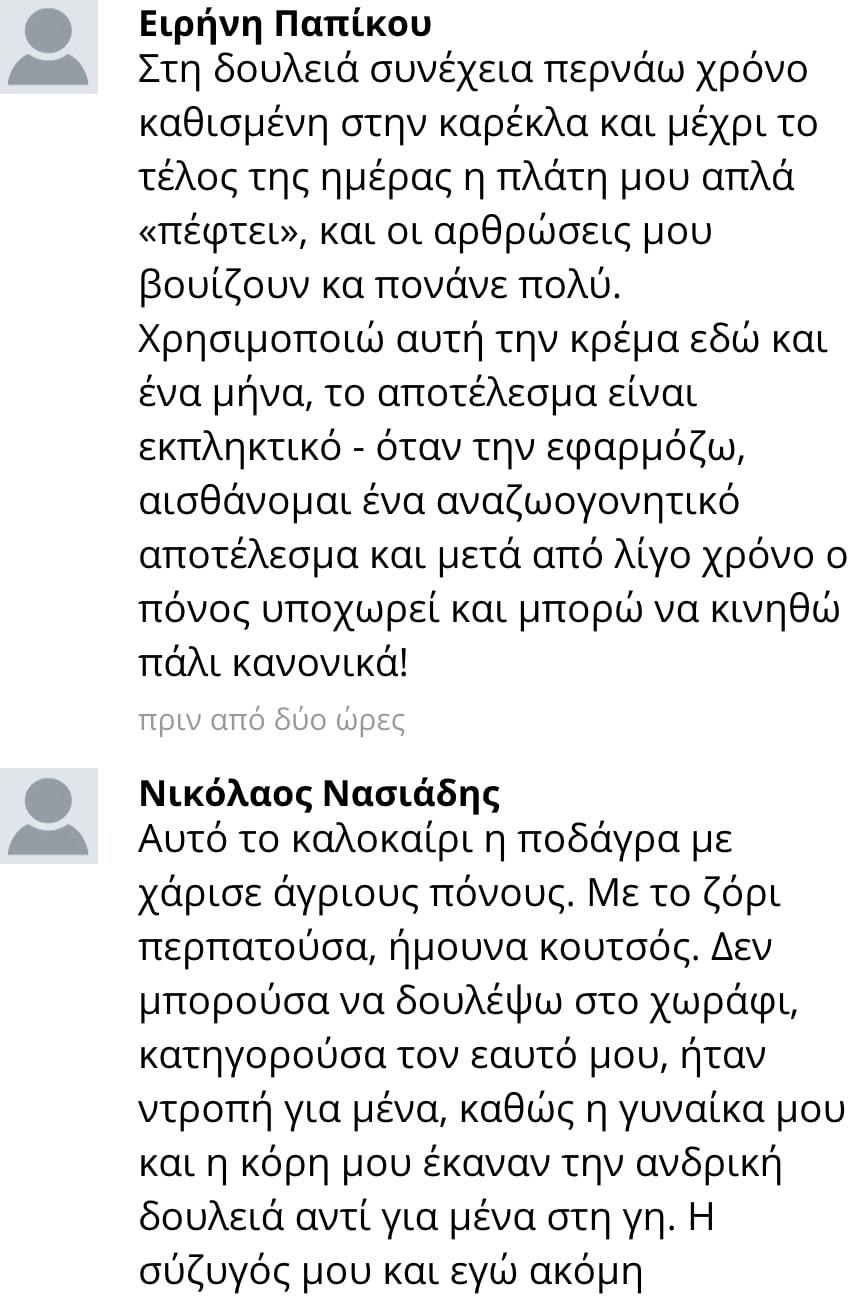 Ειρήνη Παπίκου
Στη δουλειά συνέχεια περνάω χρόνο
καθισμένη στην καρέκλα και μέχρι το
τέλος της ημέρας η πλάτη μου απλά
«πέφτει», και οι αρθρώσεις μου
βουίζουν κα πονάνε πολύ.
Χρησιμοποιώ αυτή την κρέμα εδώ και
ένα μήνα, το αποτέλεσμα είναι
εκπληκτικό - όταν την εφαρμόζω,
αισθάνομαι ένα αναζωογονητικό
αποτέλεσμα και μετά από λίγο χρόνο ο
πόνος υποχωρεί και μπορώ να κινηθώ
πάλι κανονικά!
πριν από δύο ώρες
Νικόλαος Νασιάδης
Αυτό το καλοκαίρι η ποδάγρα με
χάρισε άγριους πόνους. Με το ζόρι
περπατούσα, ήμουνα κουτσός. Δεν
μπορούσα να δουλέψω στο χωράφι,
κατηγορούσα τον εαυτό μου, ήταν
ντροπή για μένα, καθώς η γυναίκα μου
και η κόρη μου έκαναν την ανδρική
δουλειά αντί για μένα στη γη. Η
σύζυγός μου και εγώ ακόμη